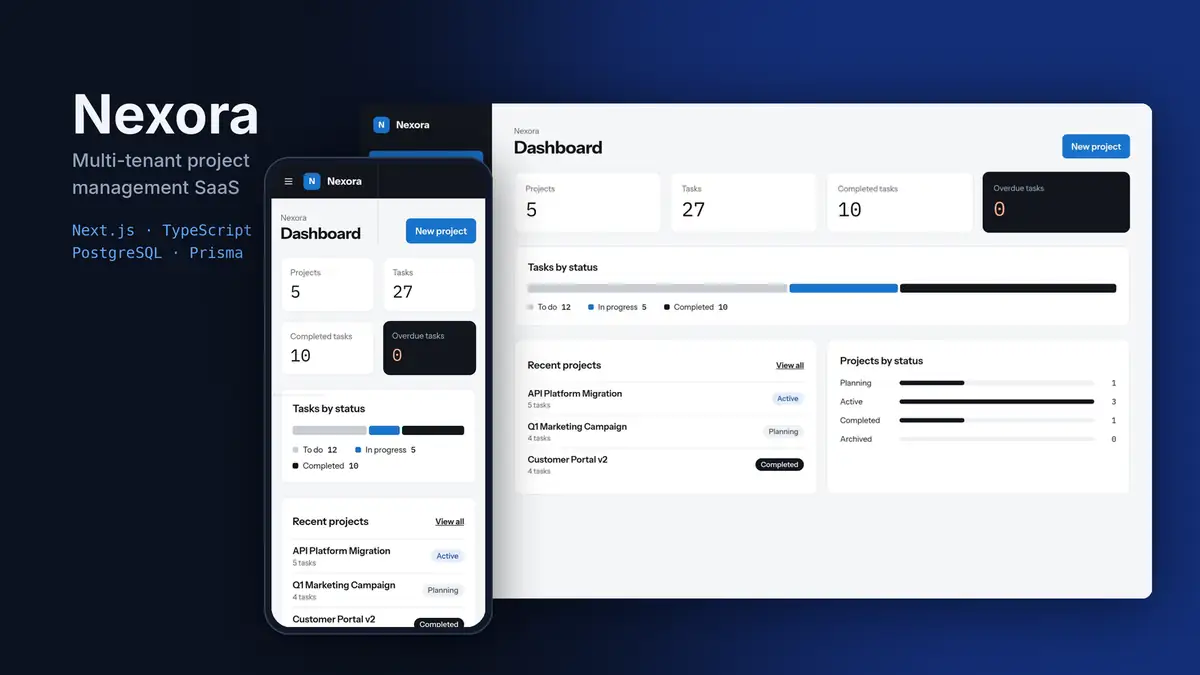 Nexora
Multi-tenant project
management SaaS
Next.js · TypeScript
PostgreSQL · Prisma
N Nexora
Nexora
Dashboard
New project
Projects
5
Tasks
27
Completed tasks
10
Overdue tasks
0
Tasks by status
To do 12 In progress 5
Completed 10
Recent projects View all
API Platform Migration Active
5 tasks
Q1 Marketing Campaign Planning
4 tasks
Customer Portal v2 Completed
N Nexora
Nexora
Dashboard
New project
Projects
5
Tasks
27
Completed tasks
10
Overdue tasks
0
Tasks by status
To do 12 In progress 5 Completed 10
Recent projects View all
API Platform Migration Active
5 tasks
Q1 Marketing Campaign Planning
4 tasks
Customer Portal v2 Completed
4 tasks
Projects by status
Planning 1
Active 3
Completed 1
Archived 0